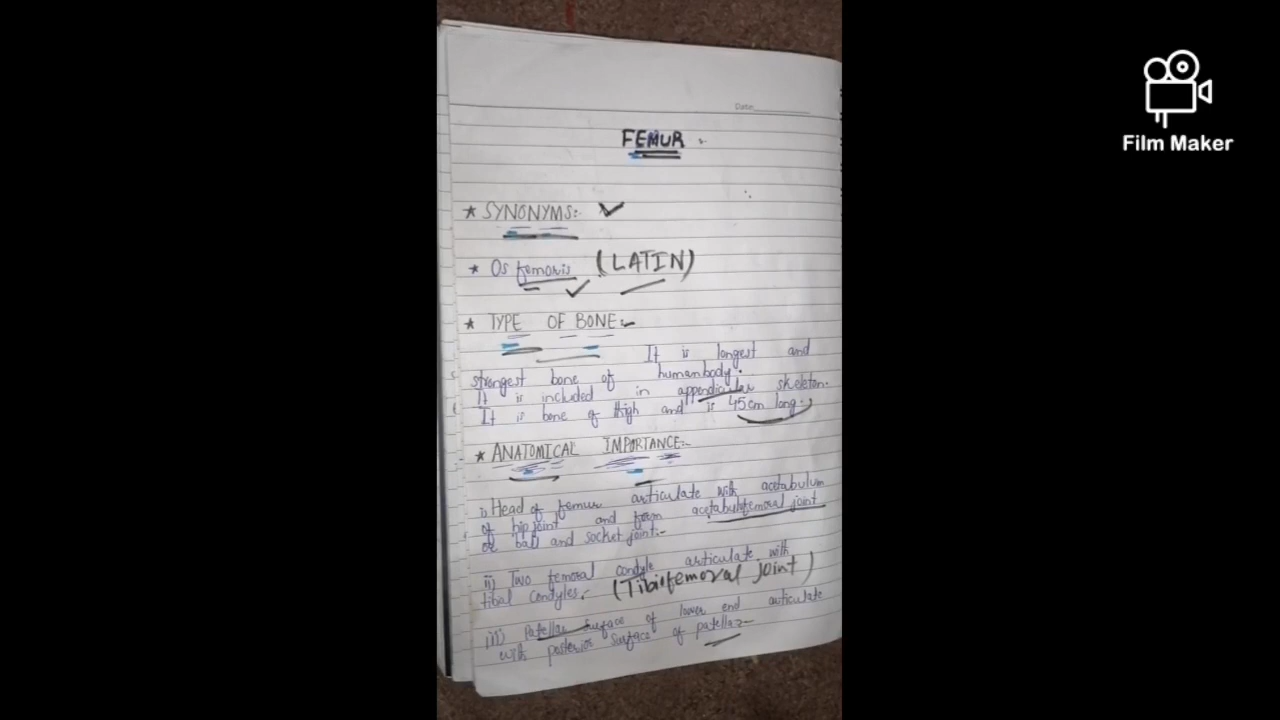 Film Maker
Date
FEMUR :-
* SYNONYMS:-
* Os femoris (LATIN)
* TYPE OF BONE:-
It is longest and
strongest bone of humanbody.
It is included in appendicular skeleton.
It is bone of thigh and is 45cm long.
* ANATOMICAL IMPORTANCE:-
i) Head of femur articulate with acetabulum
of hip joint and form acetabulofemoral joint
or ball and socket joint:-
ii) Two femoral condyle articulate with
tibal condyles. (Tibiofemoral joint)
iii) Patellar surface of lower end articulate
with posterior surface of patella:-